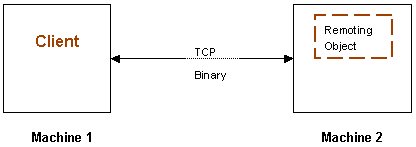 Client
Remoting
Object
TCP
Binary
Machine 1
Machine 2